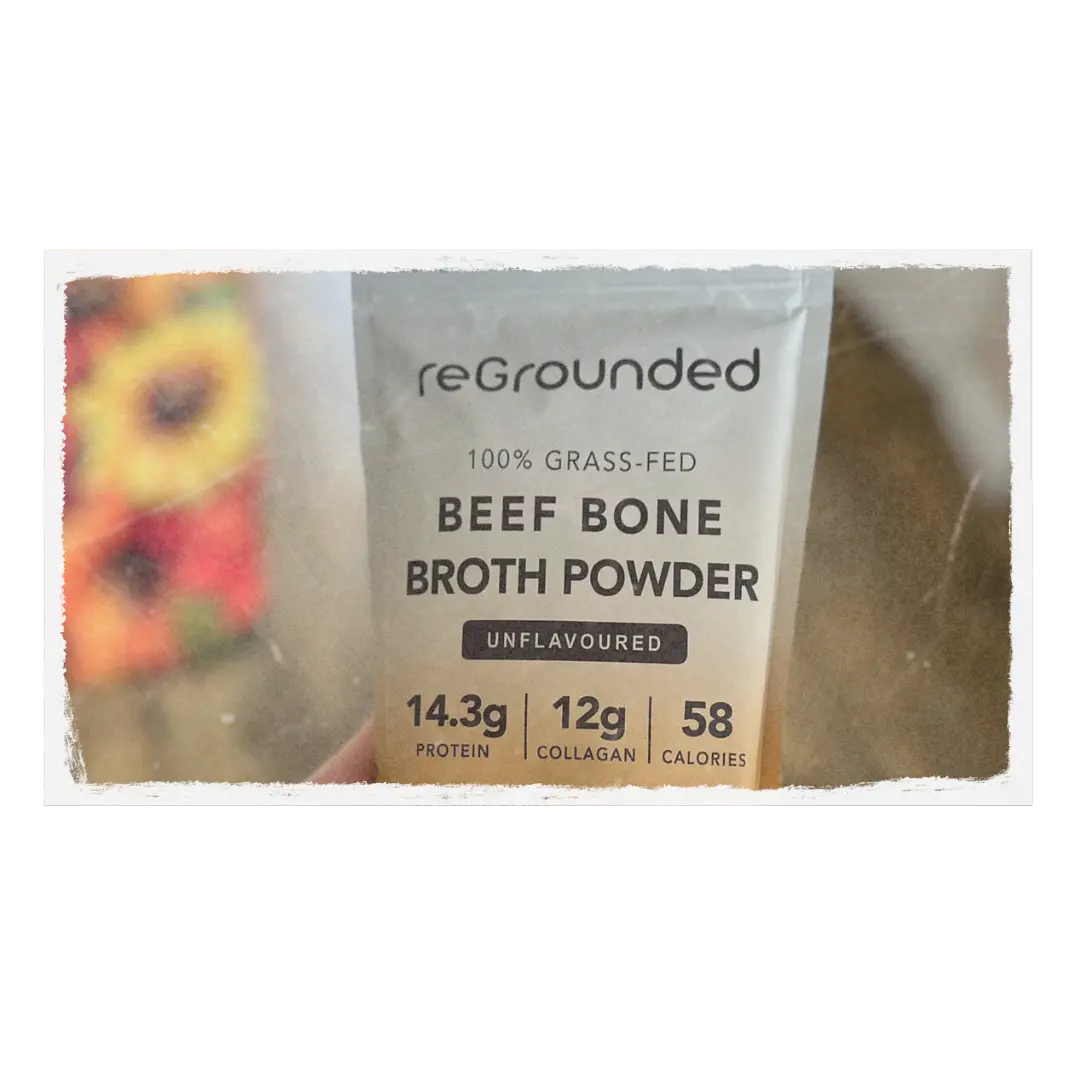 reGrounded
100% GRASS-FED
BEEF BONE
BROTH POWDER
UNFLAVOURED
14.3g 12g 58
PROTEIN COLLAGAN CALORIES